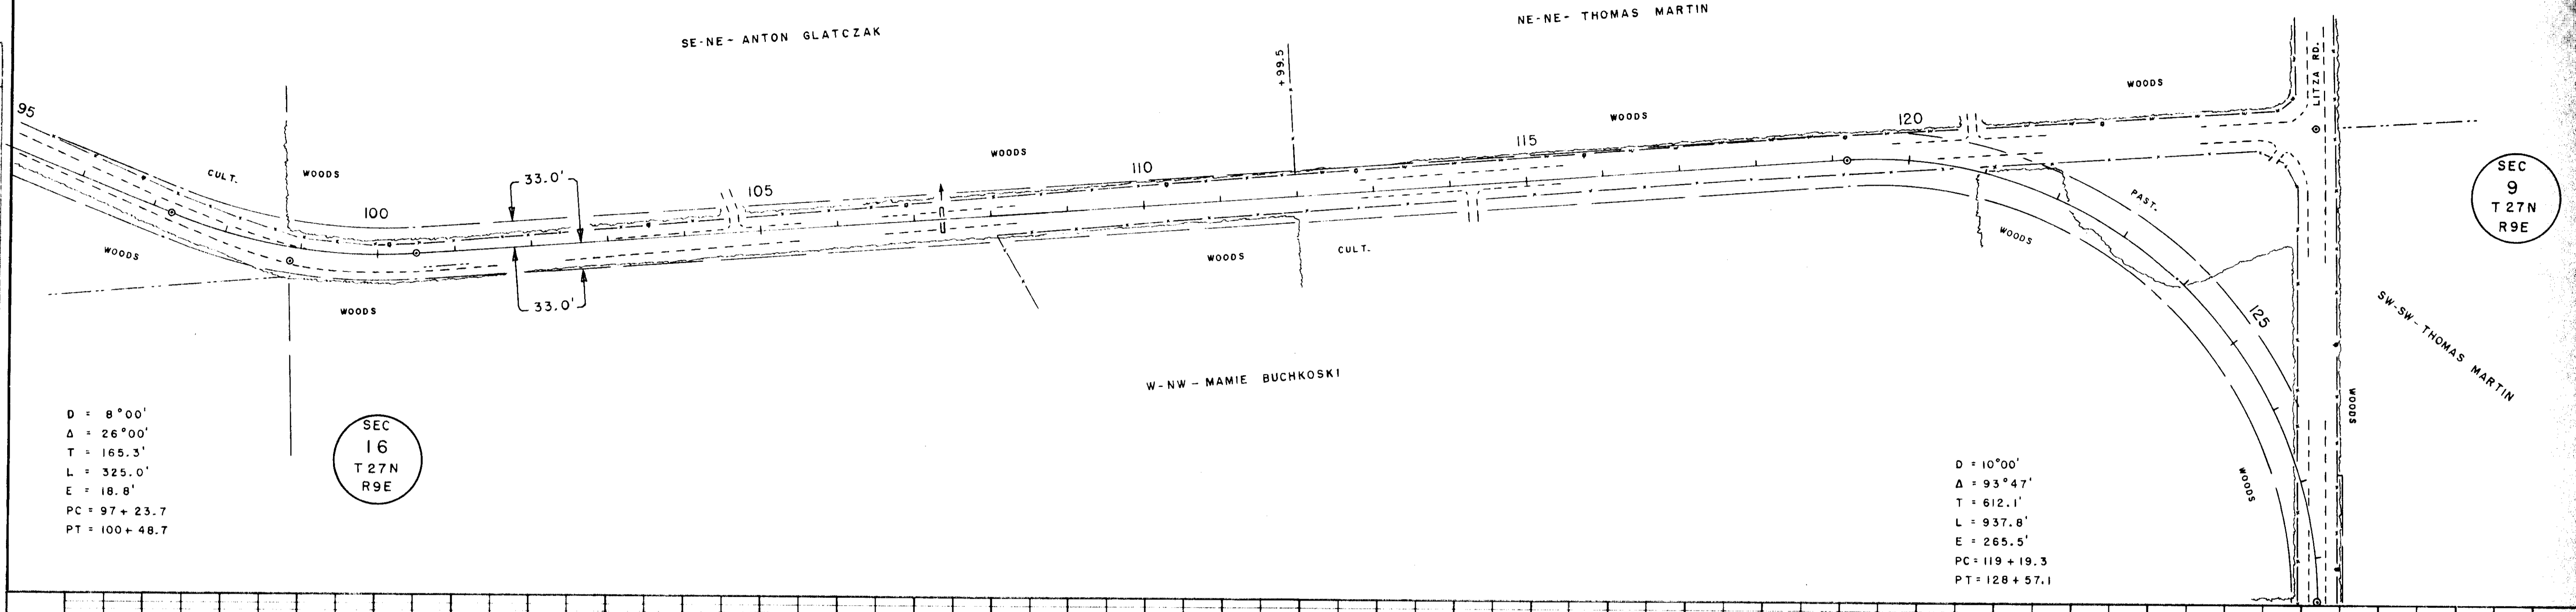 NE-NE- THOMAS MARTIN
SE-NE- ANTON GLATCZAK
LITZA RD.
+99.5
WOODS
95
WOODS
120
115
WOODS
110
SEC
9
T27N
R9E
CULT.
WOODS
33.0'
105
PAST.
100
WOODS
WOODS
WOODS
CULT.
33.0'
WOODS
125
SW-SW-THOMAS MARTIN
W-NW- MAMIE BUCHKOSKI
WOODS
D = 8°00'
Δ = 26°00'
T = 165.3'
L = 325.0'
E = 18.8'
PC = 97 + 23.7
PT = 100 + 48.7
SEC
16
T27N
R9E
WOODS
D = 10°00'
Δ = 93°47'
T = 612.1'
L = 937.8'
E = 265.5'
PC = 119 + 19.3
PT = 128 + 57.1